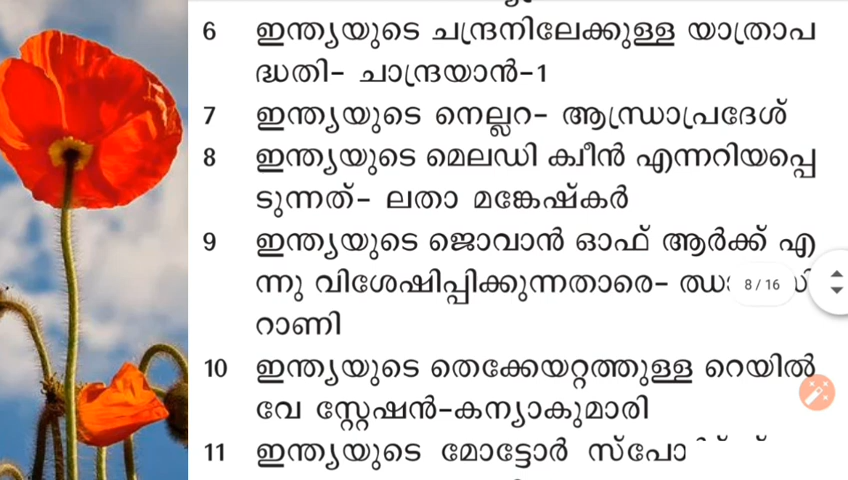 6 ഇന്ത്യയുടെ ചന്ദ്രനിലേക്കുള്ള യാത്രാപ
ദ്ധതി- ചാന്ദ്രയാൻ-1
7 ഇന്ത്യയുടെ നെല്ലറ- ആന്ധ്രാപ്രദേശ്
8 ഇന്ത്യയുടെ മെലഡി ക്വീൻ എന്നറിയപ്പെ
ടുന്നത്- ലതാ മങ്കേഷ്കർ
9 ഇന്ത്യയുടെ ജൊവാൻ ഓഫ് ആർക്ക് എ
ന്നു വിശേഷിപ്പിക്കുന്നതാരെ-
8/16
റാണി
10 ഇന്ത്യയുടെ തെക്കേയറ്റത്തുള്ള റെയിൽ
വേ സ്റ്റേഷൻ-കന്യാകുമാരി
11 ഇന്ത്യയുടെ മോട്ടോർ